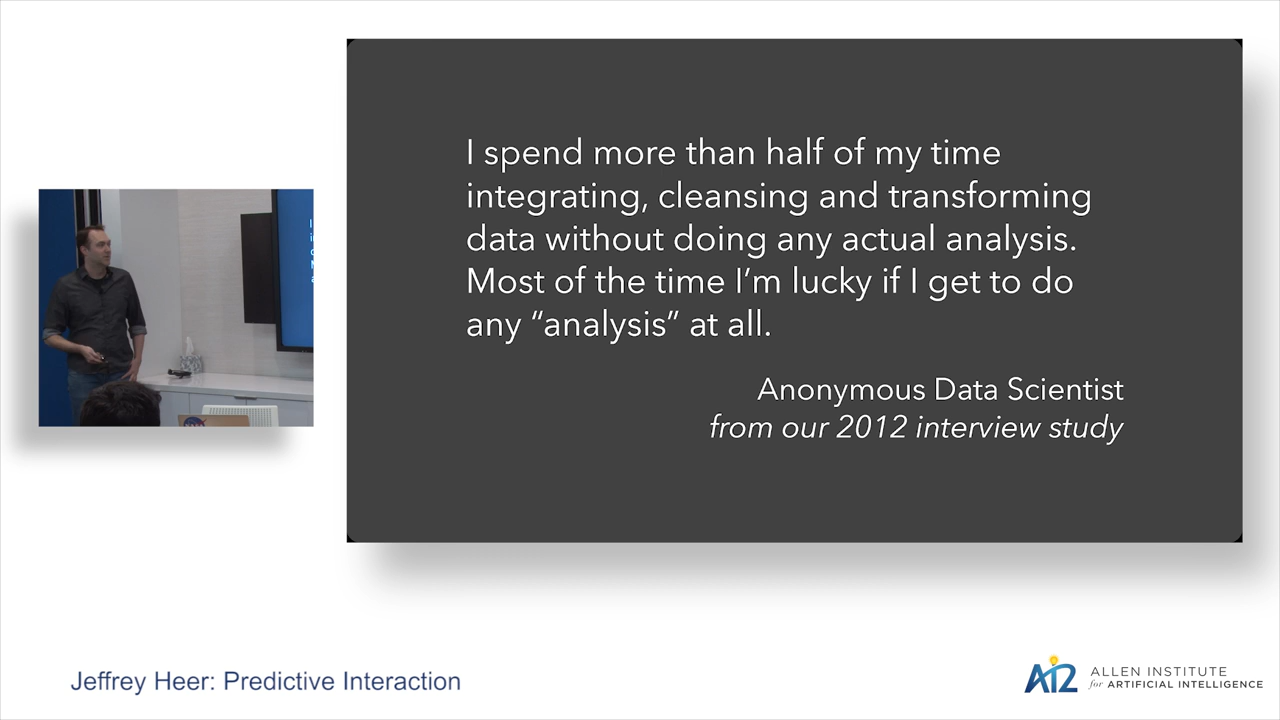 I spend more than half of my time
integrating, cleansing and transforming
data without doing any actual analysis.
Most of the time I’m lucky if I get to do
any “analysis” at all.
Anonymous Data Scientist
from our 2012 interview study
Jeffrey Heer: Predictive Interaction
AI2
ALLEN INSTITUTE
for ARTIFICIAL INTELLIGENCE